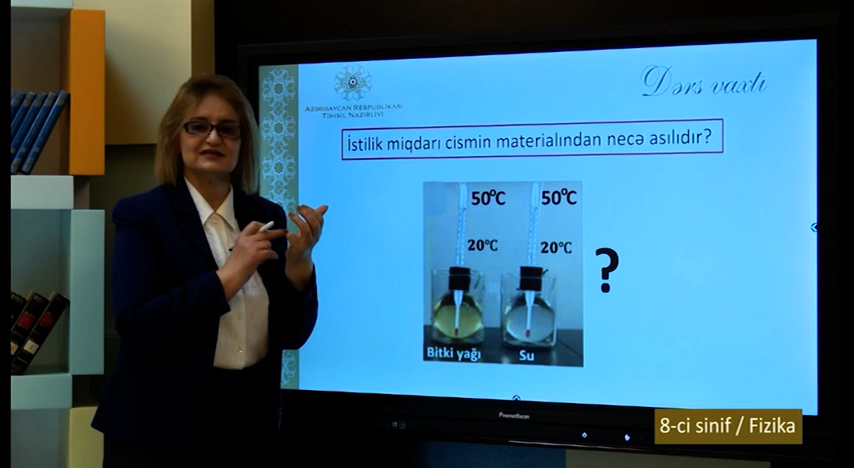 Dərs vaxtı
AZƏRBAYCAN RESPUBLİKASI
TƏHSİL NAZİRLİYİ
İstilik miqdarı cismin materialından necə asılıdır?
50°C 50°C
20°C 20°C
?
Bitki yağı Su
Promethean
8-ci sinif / Fizika